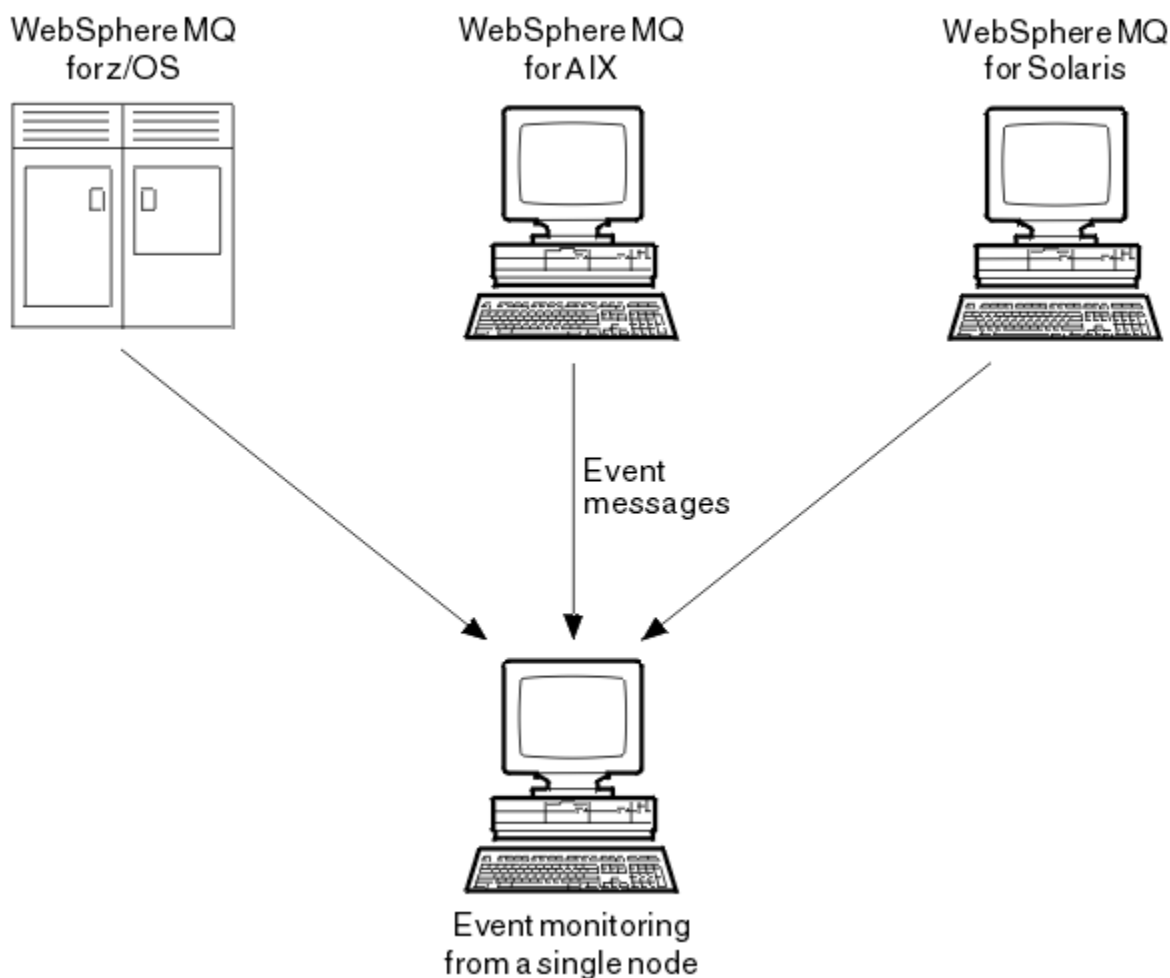 WebSphere MQ
for z/OS
WebSphere MQ
for AIX
WebSphere MQ
for Solaris
Event
messages
Event monitoring
from a single node